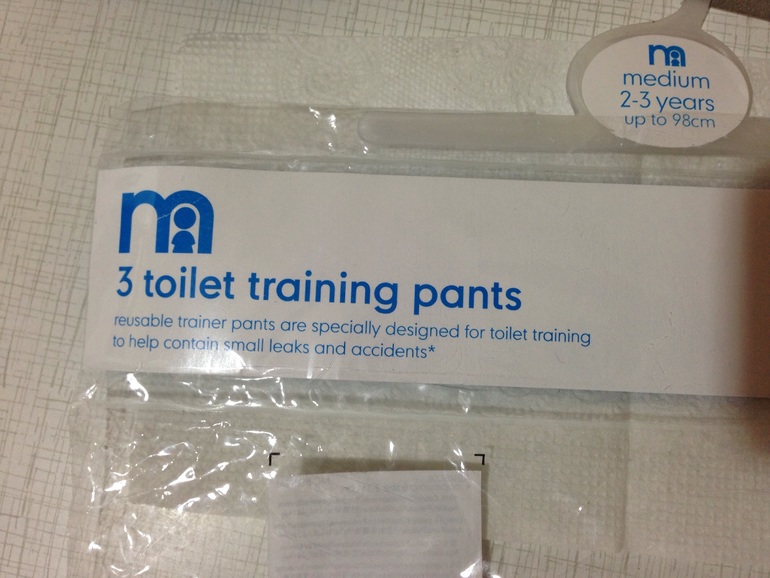 m
medium
2-3 years
up to 98cm
m
3 toilet training pants
reusable trainer pants are specially designed for toilet training
to help contain small leaks and accidents*